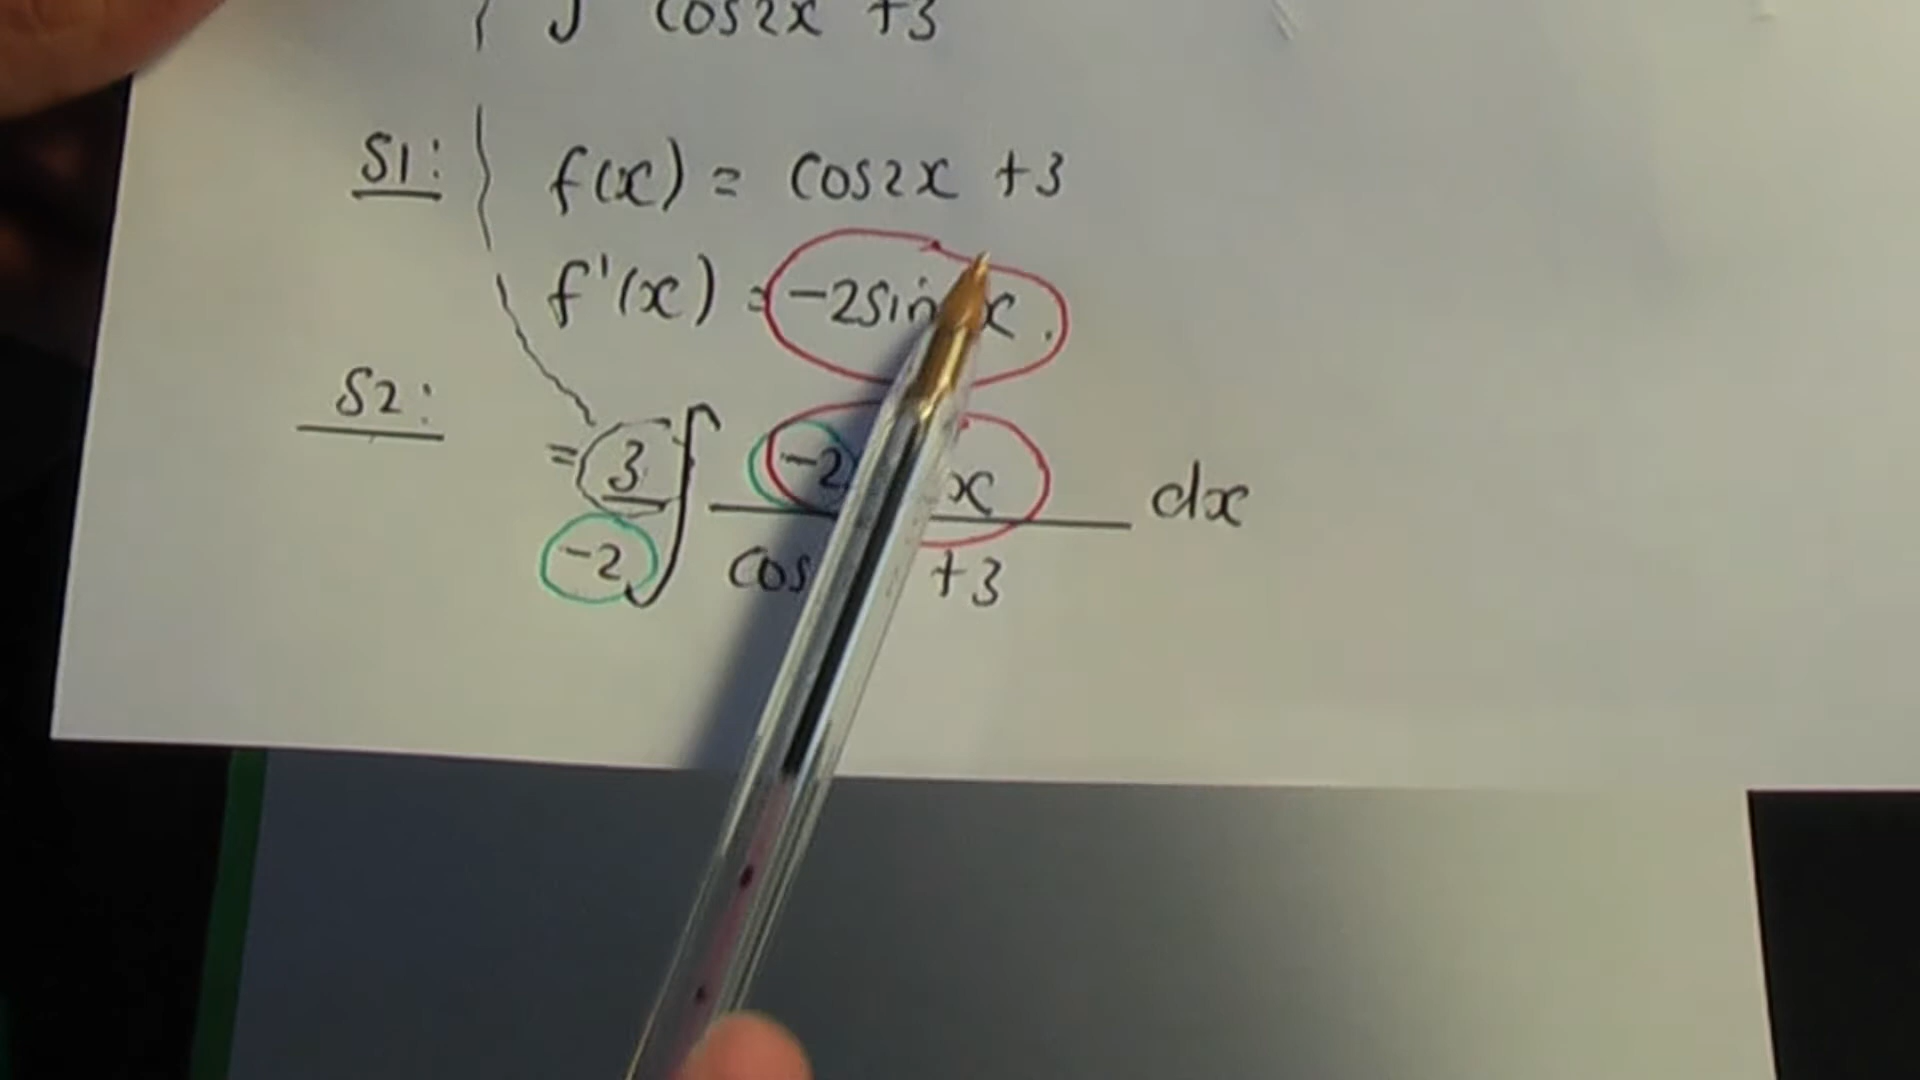 ∫ cos2x +3
S1: f(x) = cos2x +3
f'(x) = -2sin x.
S2:
= 3/-2 ∫ -2 x / cos +3 dx